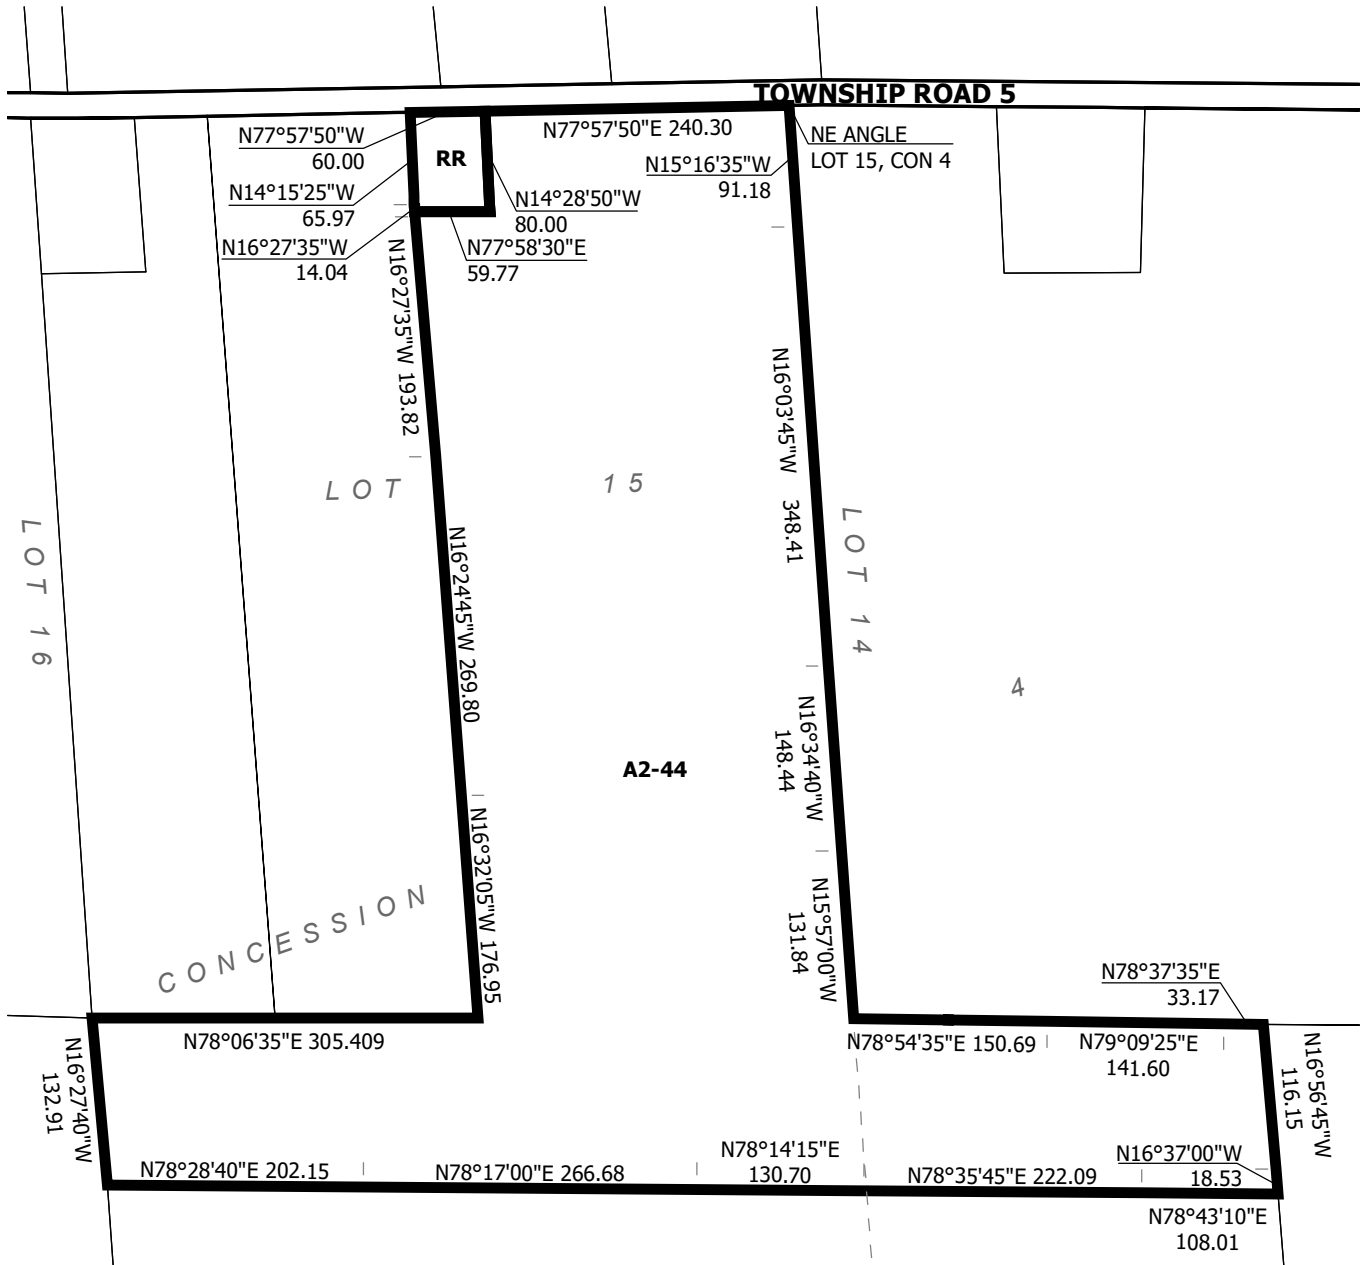 TOWNSHIP ROAD 5
N77°57'50"W
60.00
RR
N77°57'50"E 240.30
NE ANGLE
LOT 15, CON 4
N15°16'35"W
91.18
N14°15'25"W
65.97
N14°28'50"W
80.00
N16°27'35"W
14.04
N77°58'30"E
59.77
N16°27'35"W 193.82
N16°03'45"W 348.41
LOT 15
LOT 16
LOT 14
N16°24'45"W 269.80
4
N16°34'40"W
148.44
A2-44
N16°32'05"W 176.95
N15°57'00"W
131.84
CONCESSION
N78°37'35"E
33.17
N78°06'35"E 305.409
N78°54'35"E 150.69
N79°09'25"E
141.60
N16°27'40"W
132.91
N16°56'45"W
116.15
N78°28'40"E 202.15
N78°17'00"E 266.68
N78°14'15"E
130.70
N78°35'45"E 222.09
N16°37'00"W
18.53
N78°43'10"E
108.01